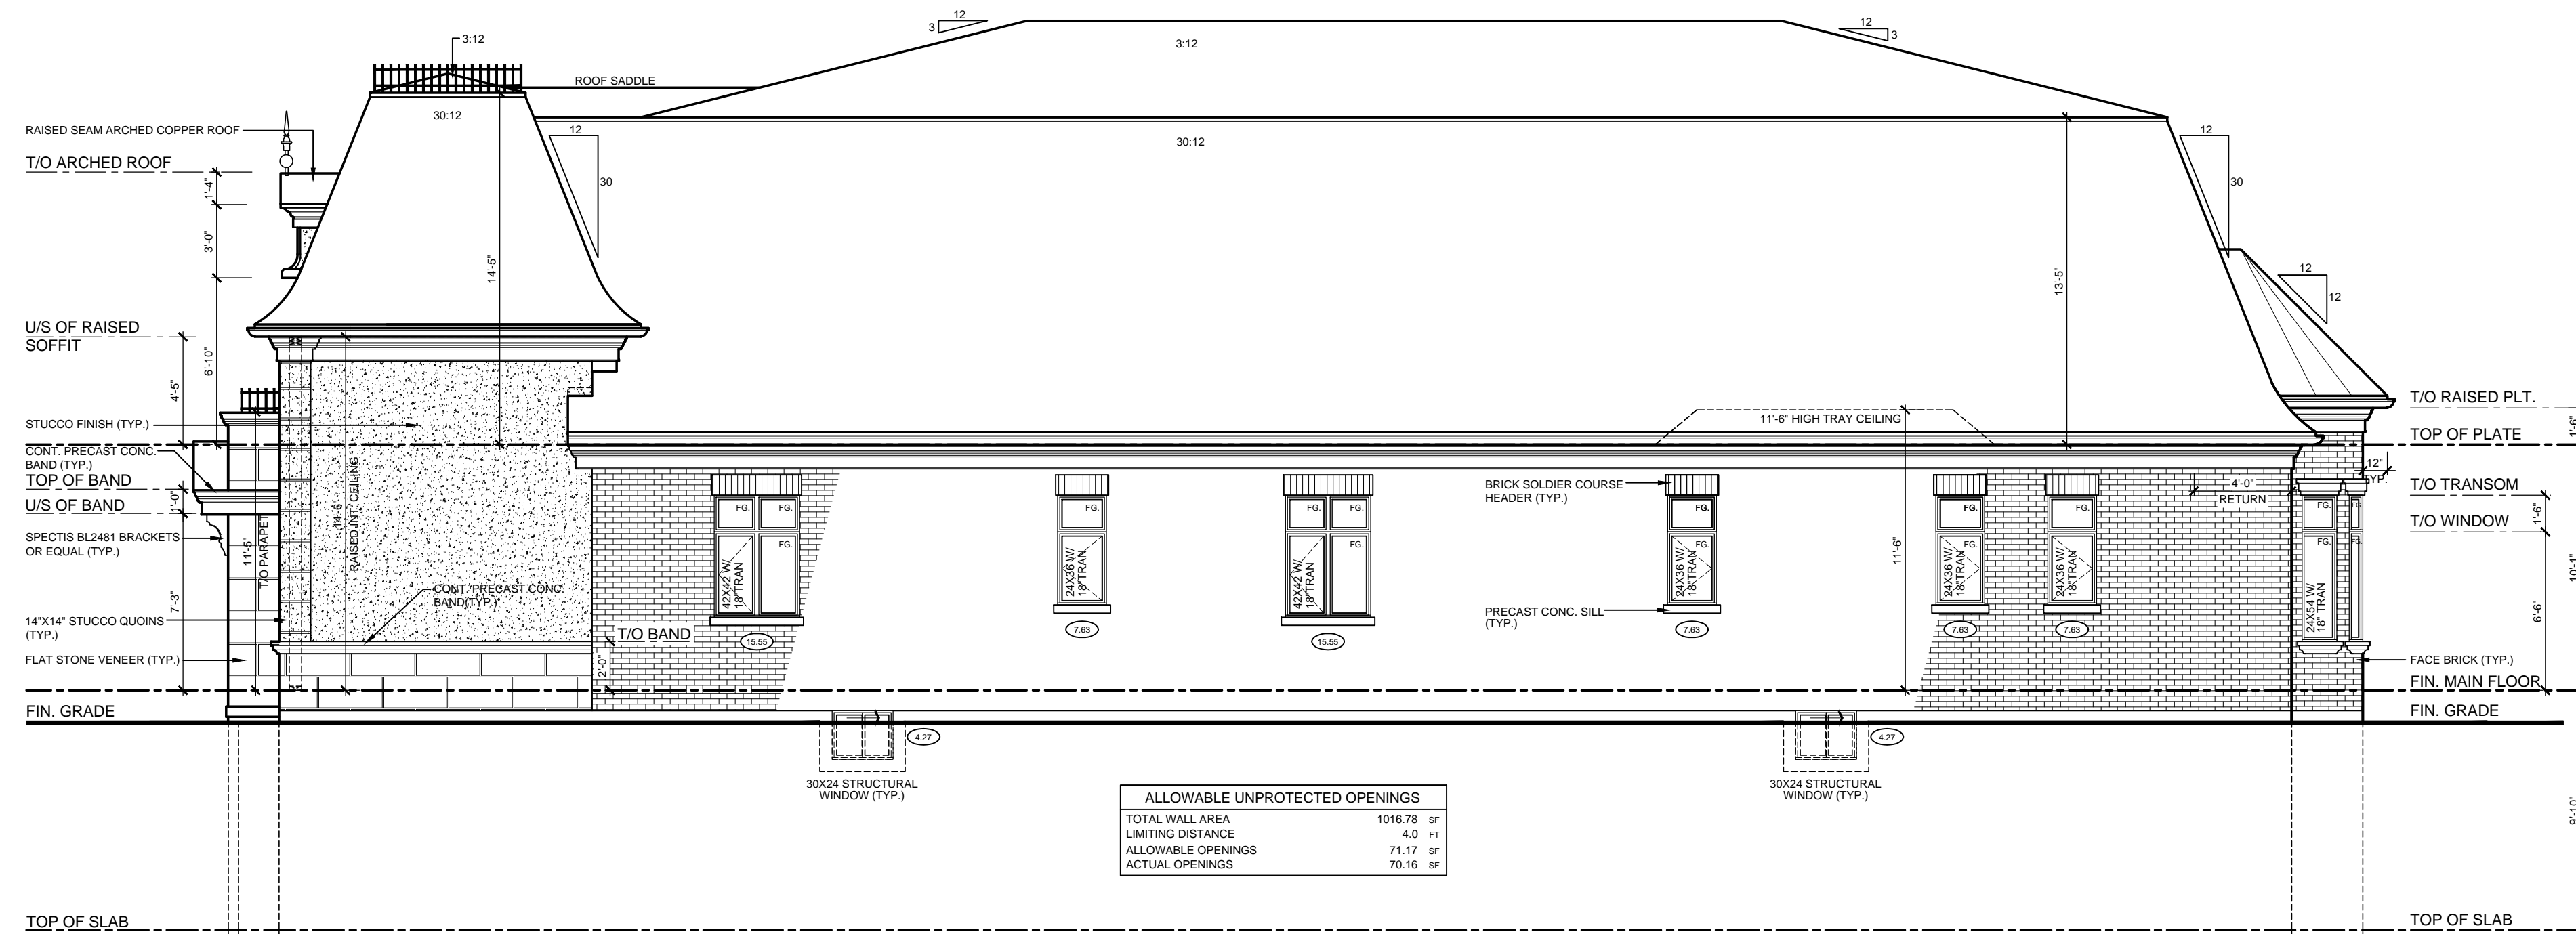 12
3
12
3
3:12
3:12
ROOF SADDLE
30:12
30:12
12
30
12
30
RAISED SEAM ARCHED COPPER ROOF
T/O ARCHED ROOF
1'-4"
3'-0"
6'-10"
14'-5"
13'-5"
12
12
U/S OF RAISED
SOFFIT
4'-5"
STUCCO FINISH (TYP.)
CONT. PRECAST CONC.
BAND (TYP.)
TOP OF BAND
1'-0"
U/S OF BAND
SPECTIS BL2481 BRACKETS
OR EQUAL (TYP.)
7'-3"
14"X14" STUCCO QUOINS
(TYP.)
FLAT STONE VENEER (TYP.)
FIN. GRADE
TOP OF SLAB
11'-5"
T/O PARAPET
14'-6"
RAISED INT. CEILING
CONT. PRECAST CONC.
BAND(TYP.)
T/O BAND
2'-0"
FG.
FG.
FG.
42X42 W/
18"TRAN
15.55
FG.
FG.
24X36 W/
18"TRAN
7.63
FG.
FG.
FG.
42X42 W/
18"TRAN
15.55
BRICK SOLDIER COURSE
HEADER (TYP.)
PRECAST CONC. SILL
(TYP.)
FG.
FG.
24X36 W/
18"TRAN
7.63
11'-6" HIGH TRAY CEILING
11'-6"
FG.
FG.
24X36 W/
18"TRAN
7.63
FG.
FG.
24X36 W/
18"TRAN
7.63
4'-0"
RETURN
12"
TYP.
FG.
FG.
FG.
FG.
24X54 W/
18" TRAN
T/O RAISED PLT.
1'-6"
TOP OF PLATE
T/O TRANSOM
1'-6"
T/O WINDOW
10'-1"
6'-6"
FACE BRICK (TYP.)
FIN. MAIN FLOOR
FIN. GRADE
9'-10"
TOP OF SLAB
4.27
30X24 STRUCTURAL
WINDOW (TYP.)
4.27
30X24 STRUCTURAL
WINDOW (TYP.)
ALLOWABLE UNPROTECTED OPENINGS
TOTAL WALL AREA 1016.78 SF
LIMITING DISTANCE 4.0 FT
ALLOWABLE OPENINGS 71.17 SF
ACTUAL OPENINGS 70.16 SF